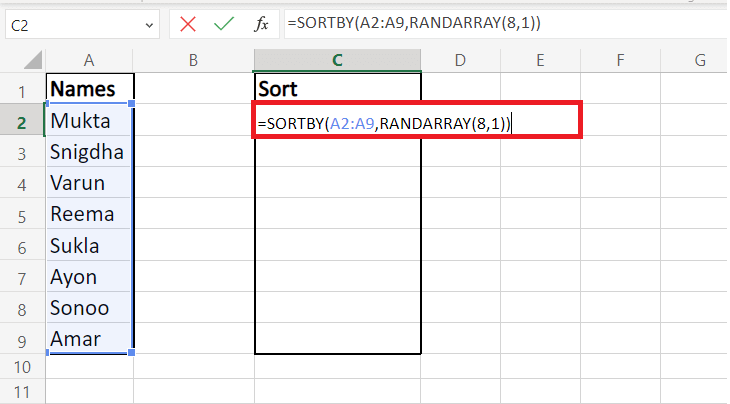 C2 fx =SORTBY(A2:A9,RANDARRAY(8,1))
A B C D E F G
1 Names Sort
2 Mukta =SORTBY(A2:A9,RANDARRAY(8,1))
3 Snigdha
4 Varun
5 Reema
6 Sukla
7 Ayon
8 Sonoo
9 Amar
10
11